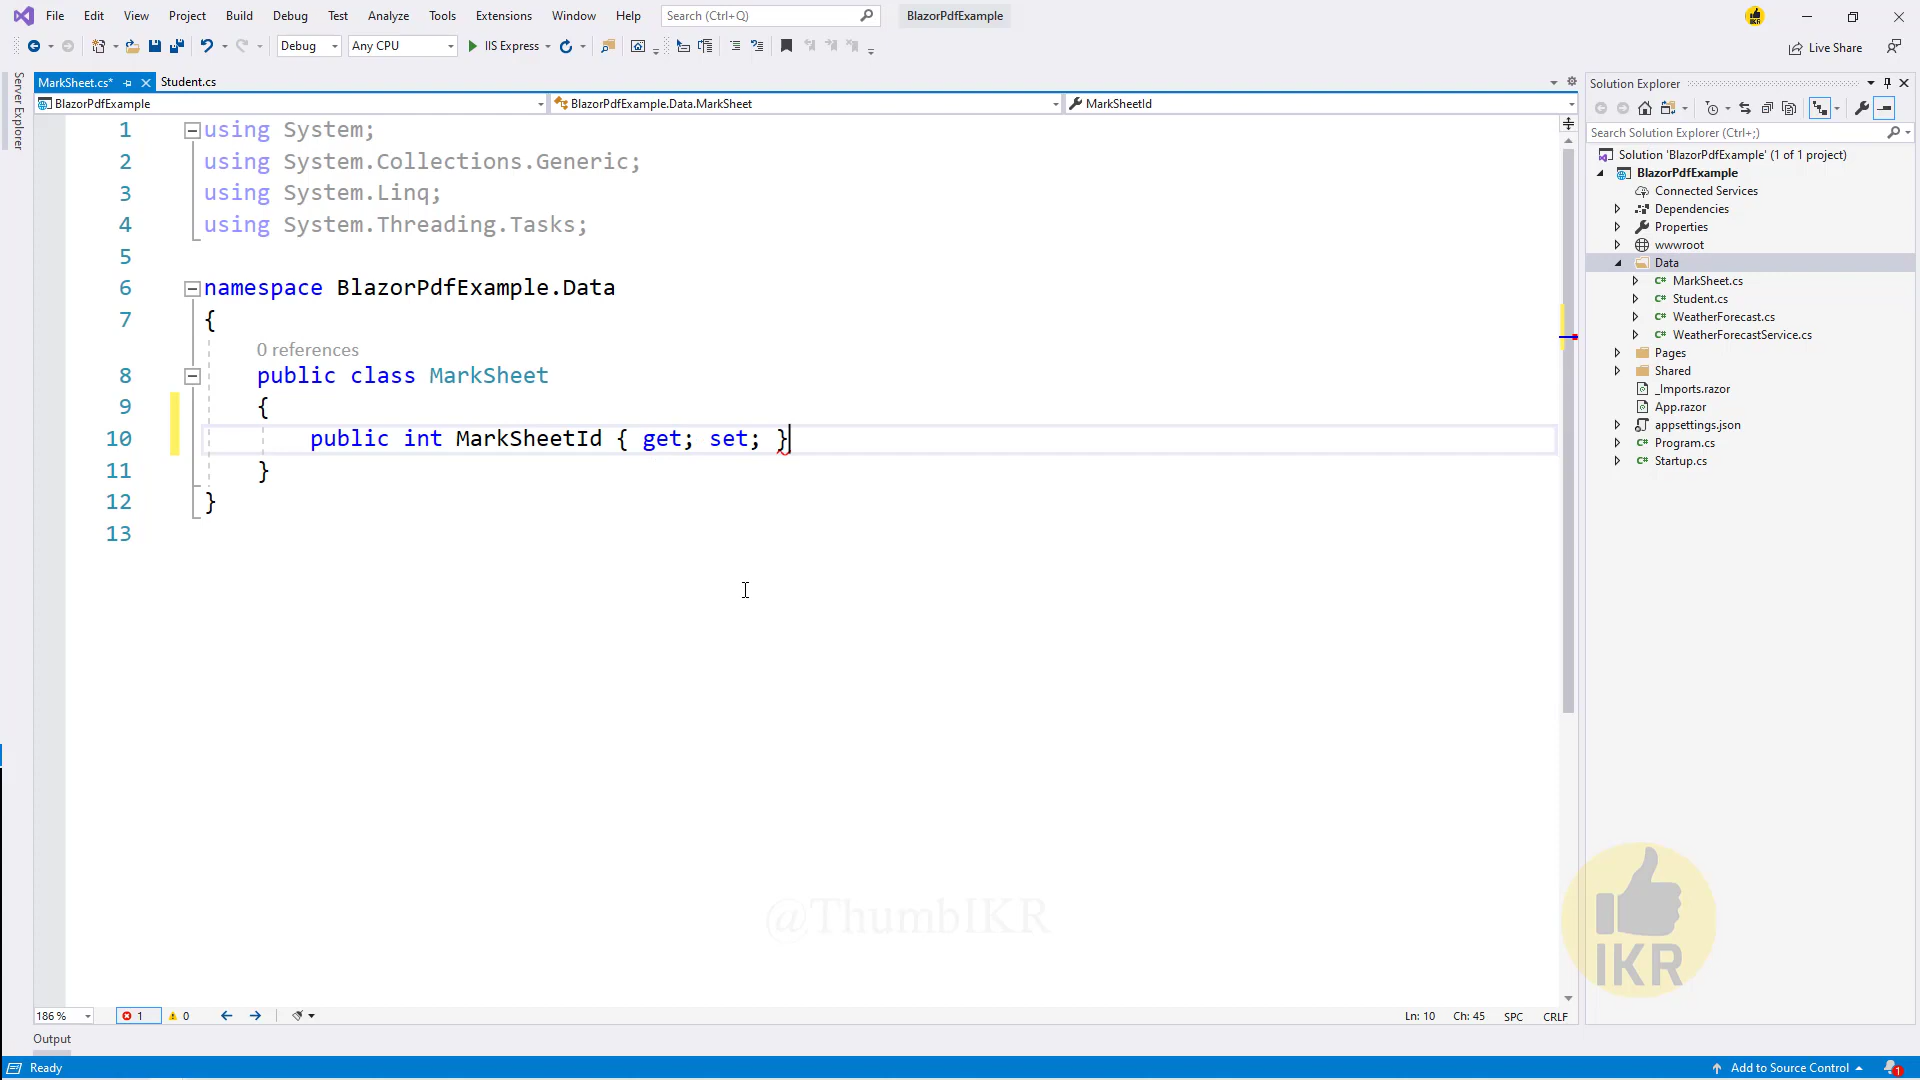 File Edit View Project Build Debug Test Analyze Tools Extensions Window Help Search (Ctrl+Q) BlazorPdfExample
Debug Any CPU IIS Express Live Share
Server Explorer
MarkSheet.cs* Student.cs
BlazorPdfExample BlazorPdfExample.Data.MarkSheet MarkSheetId
1 using System;
2 using System.Collections.Generic;
3 using System.Linq;
4 using System.Threading.Tasks;
5
6 namespace BlazorPdfExample.Data
7 {
0 references
8 public class MarkSheet
9 {
10 public int MarkSheetId { get; set; }
11 }
12 }
13
Solution Explorer
Search Solution Explorer (Ctrl+;)
Solution 'BlazorPdfExample' (1 of 1 project)
BlazorPdfExample
Connected Services
Dependencies
Properties
wwwroot
Data
C# MarkSheet.cs
C# Student.cs
C# WeatherForecast.cs
C# WeatherForecastService.cs
Pages
Shared
_Imports.razor
App.razor
appsettings.json
C# Program.cs
C# Startup.cs
@ThumbIKR
IKR
186 % 1 0 Ln: 10 Ch: 45 SPC CRLF
Output
Ready Add to Source Control 1